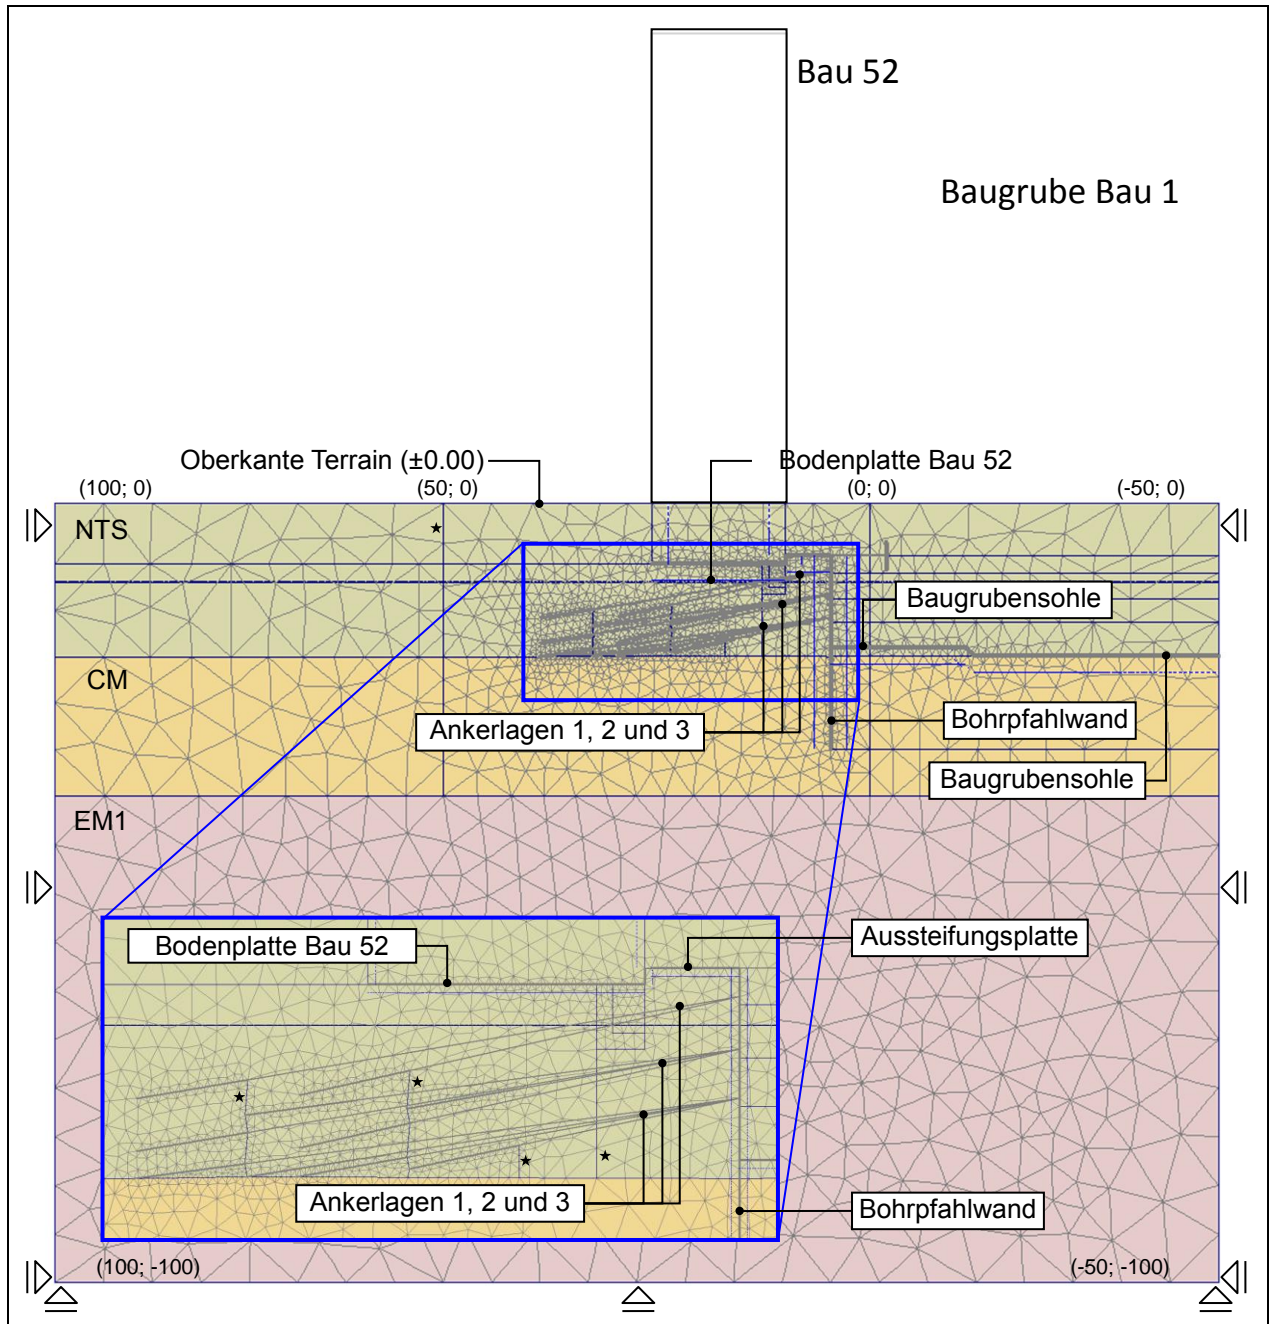 Bau 52
Baugrube Bau 1
Oberkante Terrain (±0.00)
Bodenplatte Bau 52
(100; 0)
(50; 0)
(0; 0)
(-50; 0)
NTS
Baugrubensohle
CM
Ankerlagen 1, 2 und 3
Bohrpfahlwand
Baugrubensohle
EM1
Bodenplatte Bau 52
Aussteifungsplatte
Ankerlagen 1, 2 und 3
Bohrpfahlwand
(100; -100)
(-50; -100)